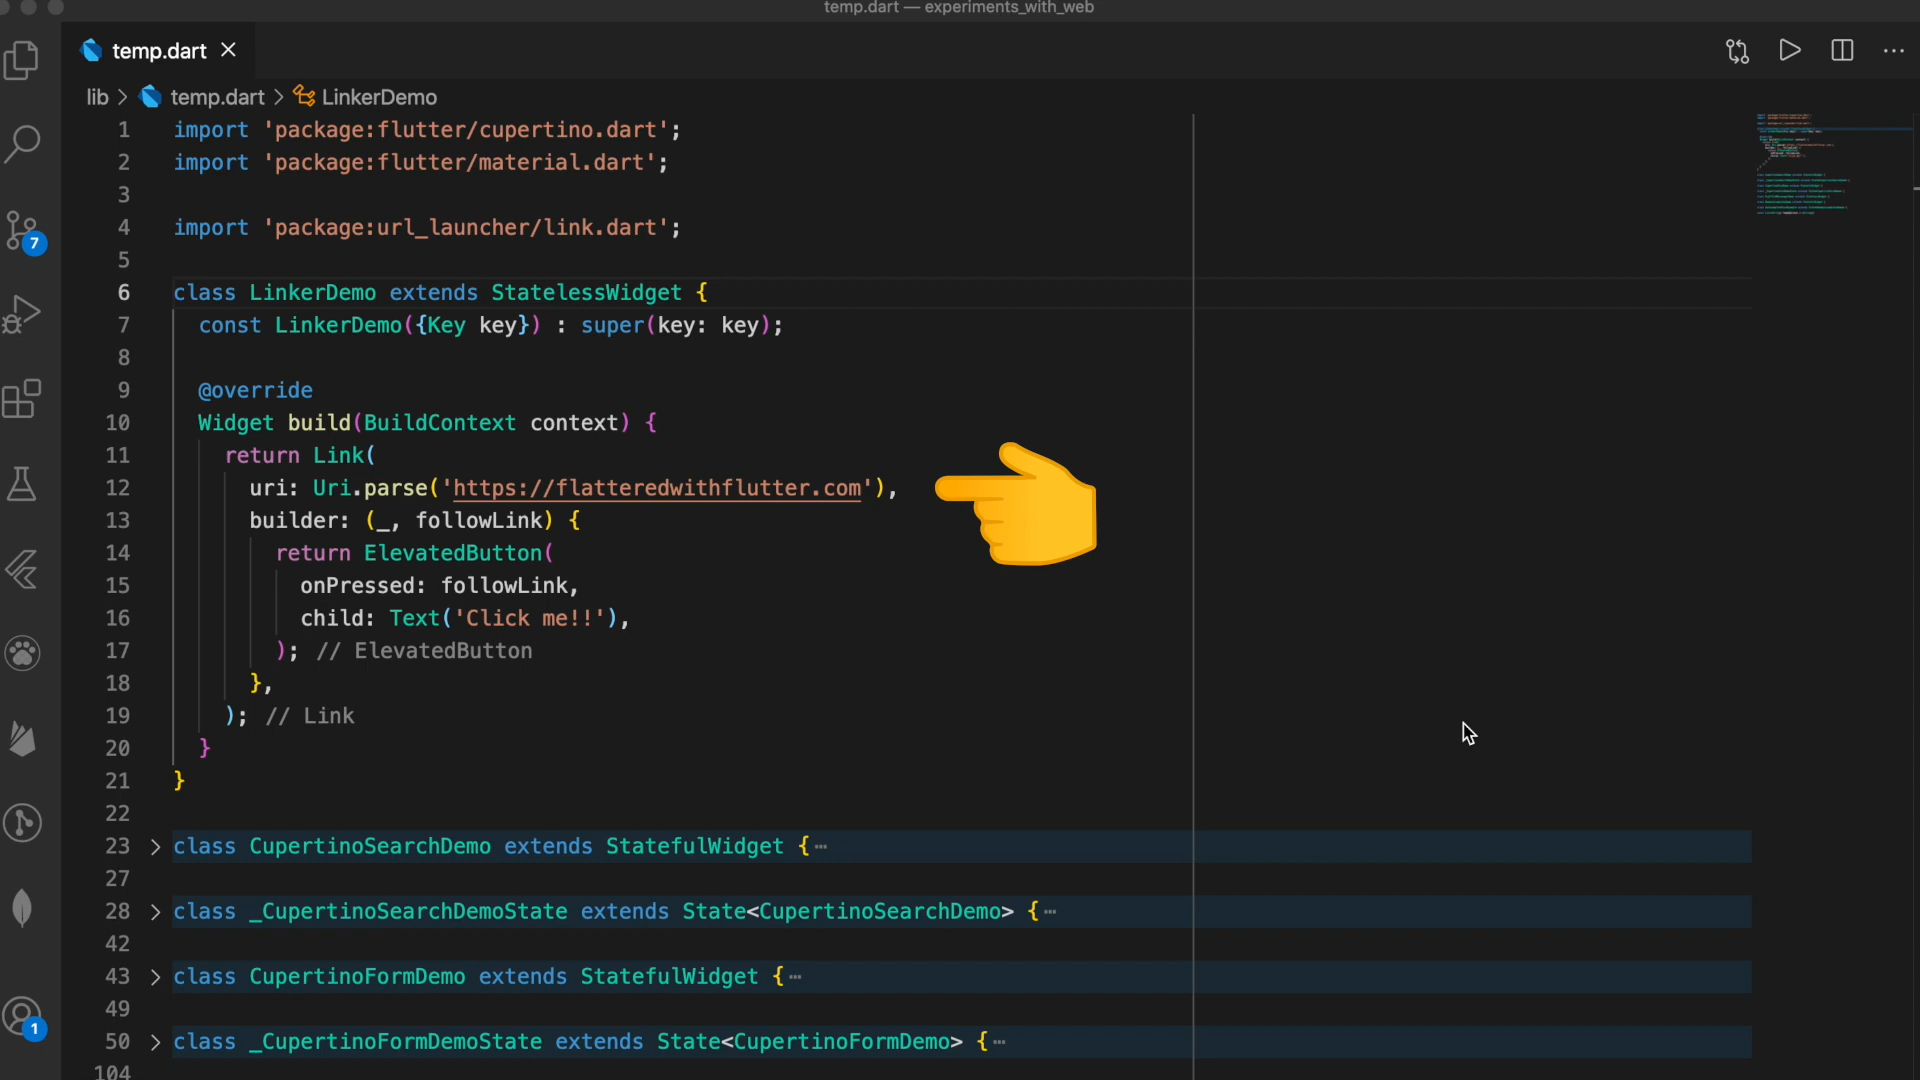 temp.dart — experiments_with_web
temp.dart
lib > temp.dart > LinkerDemo
1 import 'package:flutter/cupertino.dart';
2 import 'package:flutter/material.dart';
3
4 import 'package:url_launcher/link.dart';
5
6 class LinkerDemo extends StatelessWidget {
7 const LinkerDemo({Key key}) : super(key: key);
8
9 @override
10 Widget build(BuildContext context) {
11 return Link(
12 uri: Uri.parse('https://flatteredwithflutter.com'),
13 builder: (_, followLink) {
14 return ElevatedButton(
15 onPressed: followLink,
16 child: Text('Click me!!'),
17 ); // ElevatedButton
18 },
19 ); // Link
20 }
21 }
22
23 > class CupertinoSearchDemo extends StatefulWidget {…
27
28 > class _CupertinoSearchDemoState extends State<CupertinoSearchDemo> {…
42
43 > class CupertinoFormDemo extends StatefulWidget {…
49
50 > class _CupertinoFormDemoState extends State<CupertinoFormDemo> {…
104
7
1